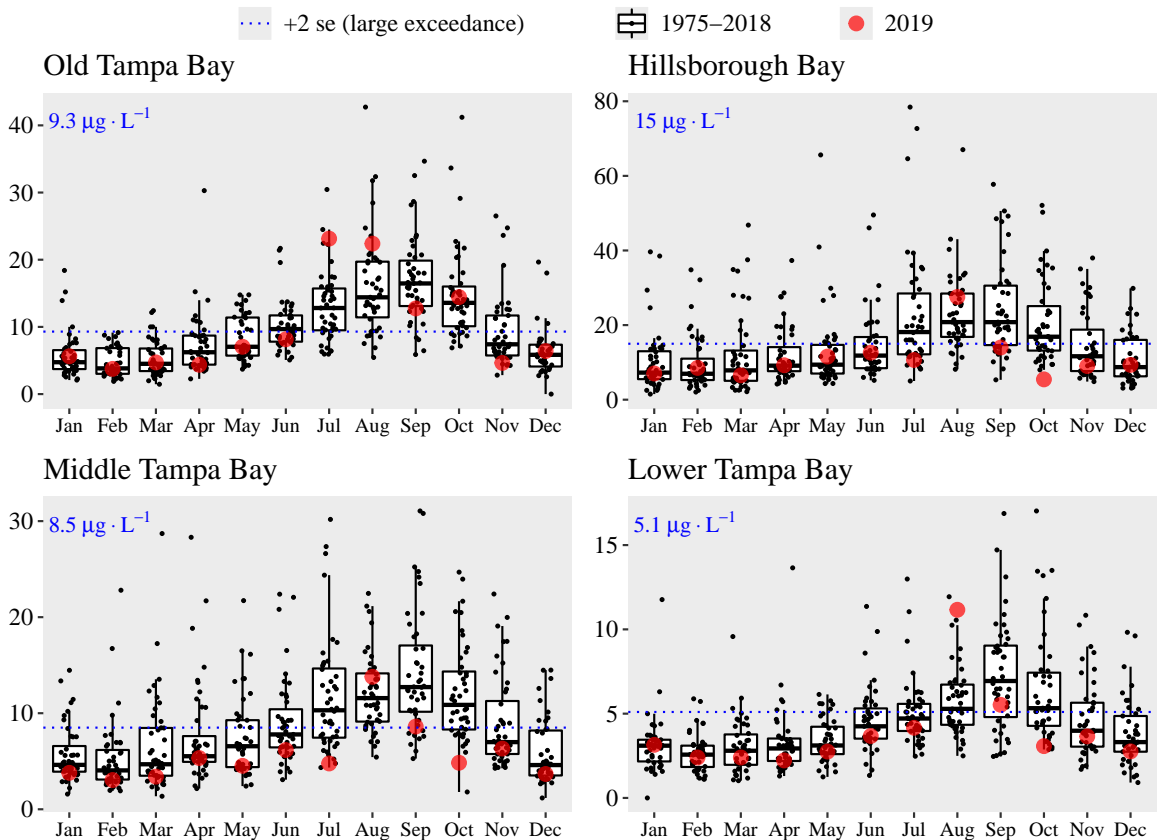 +2 se (large exceedance) 1975–2018 2019
Old Tampa Bay
9.3 μg · L⁻¹
40
30
20
10
0
Jan Feb Mar Apr May Jun Jul Aug Sep Oct Nov Dec
Hillsborough Bay
15 μg · L⁻¹
80
60
40
20
0
Jan Feb Mar Apr May Jun Jul Aug Sep Oct Nov Dec
Middle Tampa Bay
8.5 μg · L⁻¹
30
20
10
0
Jan Feb Mar Apr May Jun Jul Aug Sep Oct Nov Dec
Lower Tampa Bay
5.1 μg · L⁻¹
15
10
5
0
Jan Feb Mar Apr May Jun Jul Aug Sep Oct Nov Dec